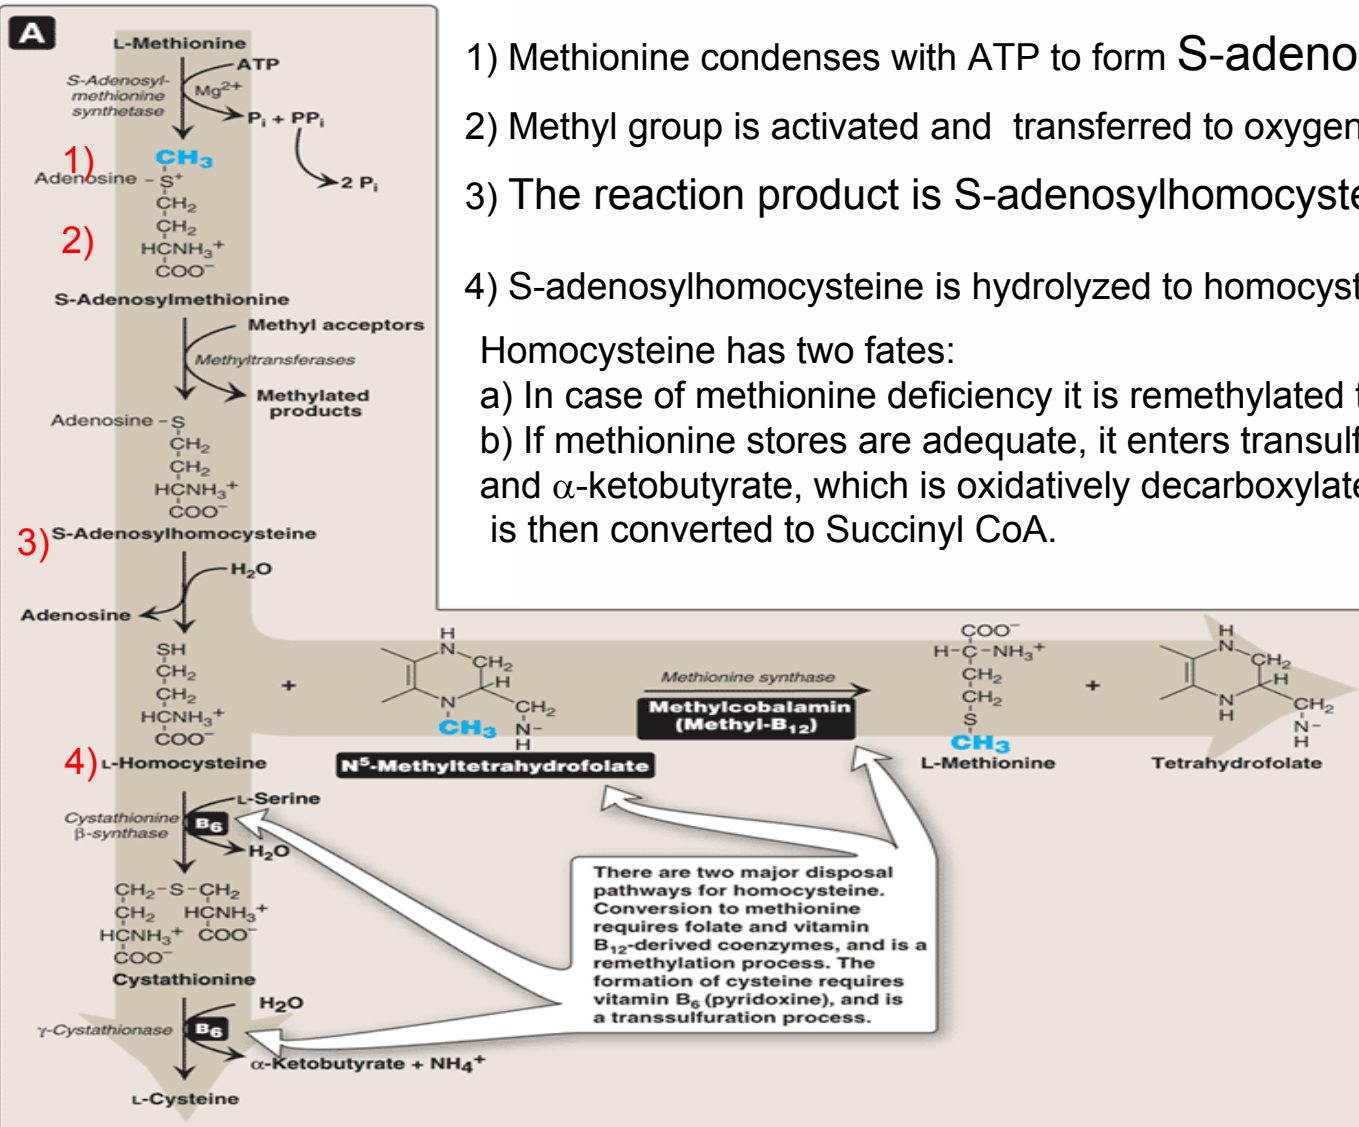 A
L-Methionine
ATP
S-Adenosyl-
methionine
synthetase
Mg2+
Pi + PPi
2 Pi
1)
CH3
Adenosine – S+
CH2
CH2
2)
HCNH3+
COO−
S-Adenosylmethionine
Methyl acceptors
Methyltransferases
Methylated
products
Adenosine – S
CH2
CH2
HCNH3+
COO−
3)
S-Adenosylhomocysteine
H2O
Adenosine
SH
CH2
CH2
HCNH3+
COO−
4)
L-Homocysteine
1) Methionine condenses with ATP to form S-adeno
2) Methyl group is activated and transferred to oxygen
3) The reaction product is S-adenosylhomocyste
4) S-adenosylhomocysteine is hydrolyzed to homocyst
Homocysteine has two fates:
a) In case of methionine deficiency it is remethylated
b) If methionine stores are adequate, it enters transulf
and α-ketobutyrate, which is oxidatively decarboxylate
is then converted to Succinyl CoA.
+
H
N
CH2
H
N
CH2
CH3
N–
H
N5-Methyltetrahydrofolate
Methionine synthase
Methylcobalamin
(Methyl-B12)
COO−
H–C–NH3+
CH2
CH2
S
CH3
L-Methionine
+
H
N
CH2
H
N
H
CH2
N–
H
Tetrahydrofolate
L-Serine
Cystathionine
β-synthase
B6
H2O
CH2–S–CH2
CH2 HCNH3+
HCNH3+ COO−
COO−
Cystathionine
H2O
γ-Cystathionase
B6
α-Ketobutyrate + NH4+
L-Cysteine
There are two major disposal
pathways for homocysteine.
Conversion to methionine
requires folate and vitamin
B12-derived coenzymes, and is a
remethylation process. The
formation of cysteine requires
vitamin B6 (pyridoxine), and is
a transsulfuration process.